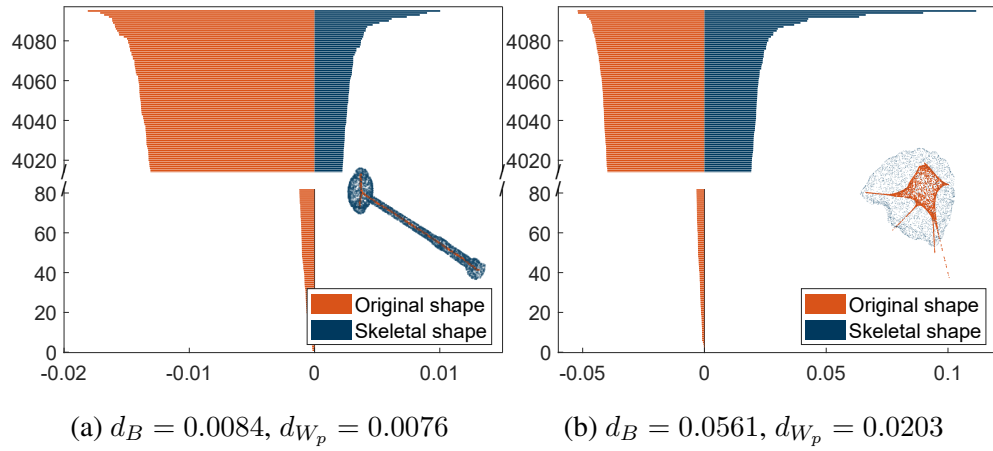 4080
4060
4040
4020
80
60
40
20
0
-0.02 -0.01 0 0.01
Original shape
Skeletal shape
(a) d_B = 0.0084, d_{W_p} = 0.0076
4080
4060
4040
4020
80
60
40
20
0
-0.05 0 0.05 0.1
Original shape
Skeletal shape
(b) d_B = 0.0561, d_{W_p} = 0.0203